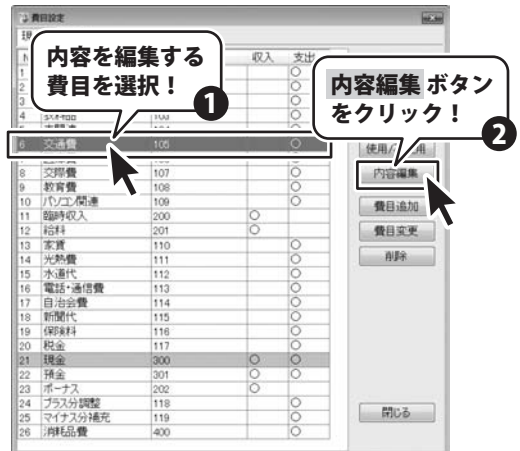 費目設定
内容を編集する
費目を選択！
❶
収入 支出
内容編集 ボタン
をクリック！
❷
1 ○
2
3
4
6 交通費 105 ○
内容編集
8 交際費 107 ○
9 教育費 108 ○
10 パソコン関連 109 ○
費目追加
11 臨時収入 200 ○
12 給料 201 ○
費目変更
13 家賃 110 ○
14 光熱費 111 ○
削除
15 水道代 112 ○
16 電話・通信費 113 ○
17 自治会費 114 ○
18 新聞代 115 ○
19 保険料 116 ○
20 税金 117 ○
21 現金 300 ○ ○
22 預金 301 ○ ○
23 ボーナス 202 ○
24 プラス分調整 118 ○
25 マイナス分補充 119 ○
閉じる
26 消耗品費 400 ○